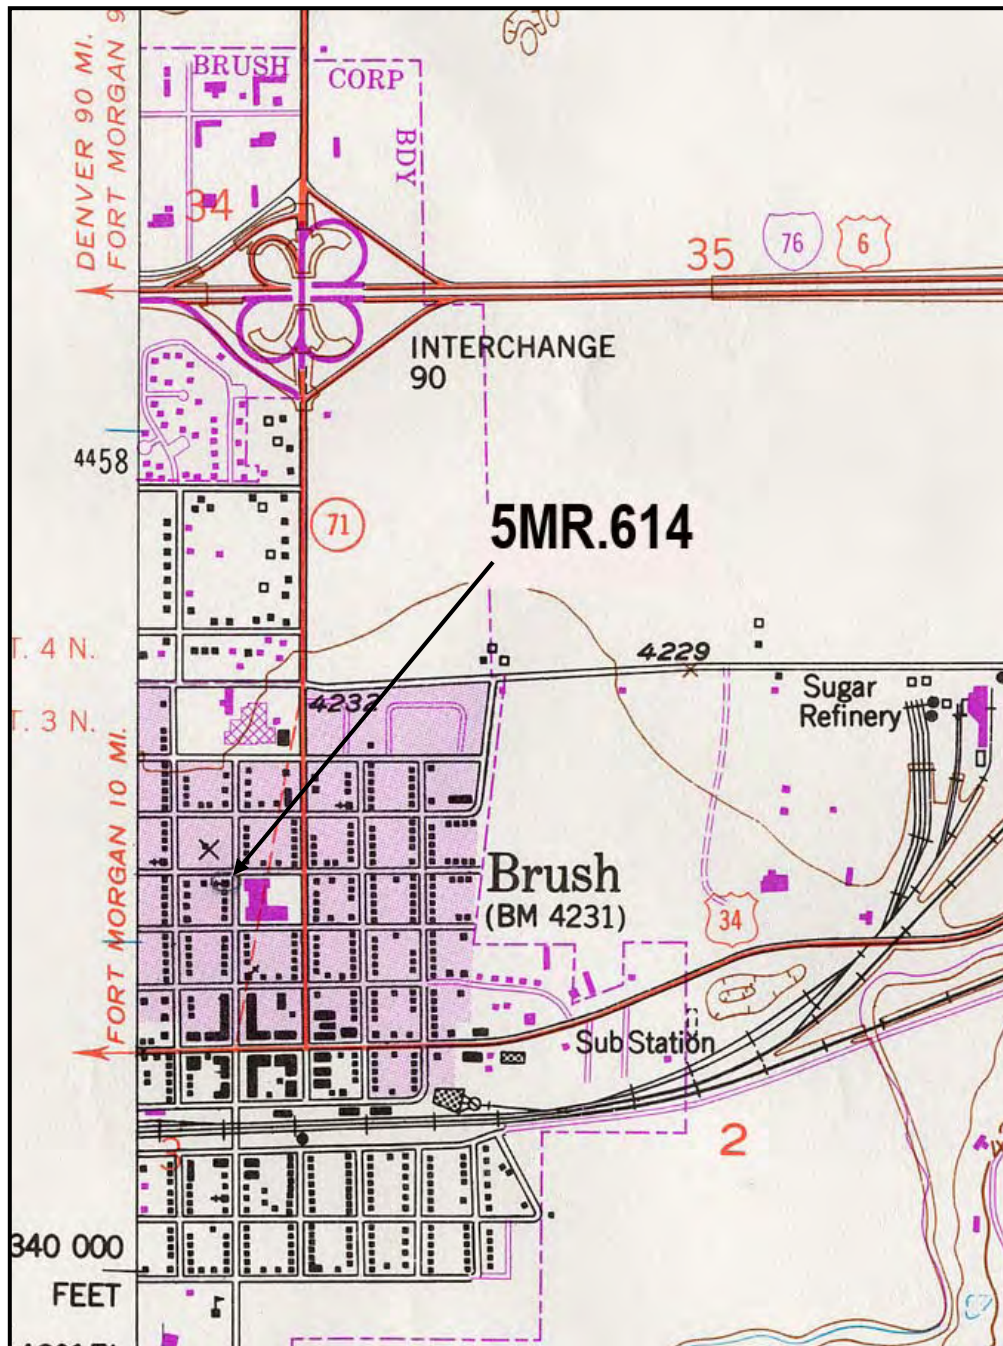 DENVER 90 MI.
FORT MORGAN 9
BRUSH
CORP
BDY
34
35
76
6
INTERCHANGE
90
4458
71
5MR.614
T. 4 N.
4229
4232
Sugar
Refinery
T. 3 N.
FORT MORGAN 10 MI.
Brush
(BM 4231)
34
Sub Station
3
2
340 000
FEET